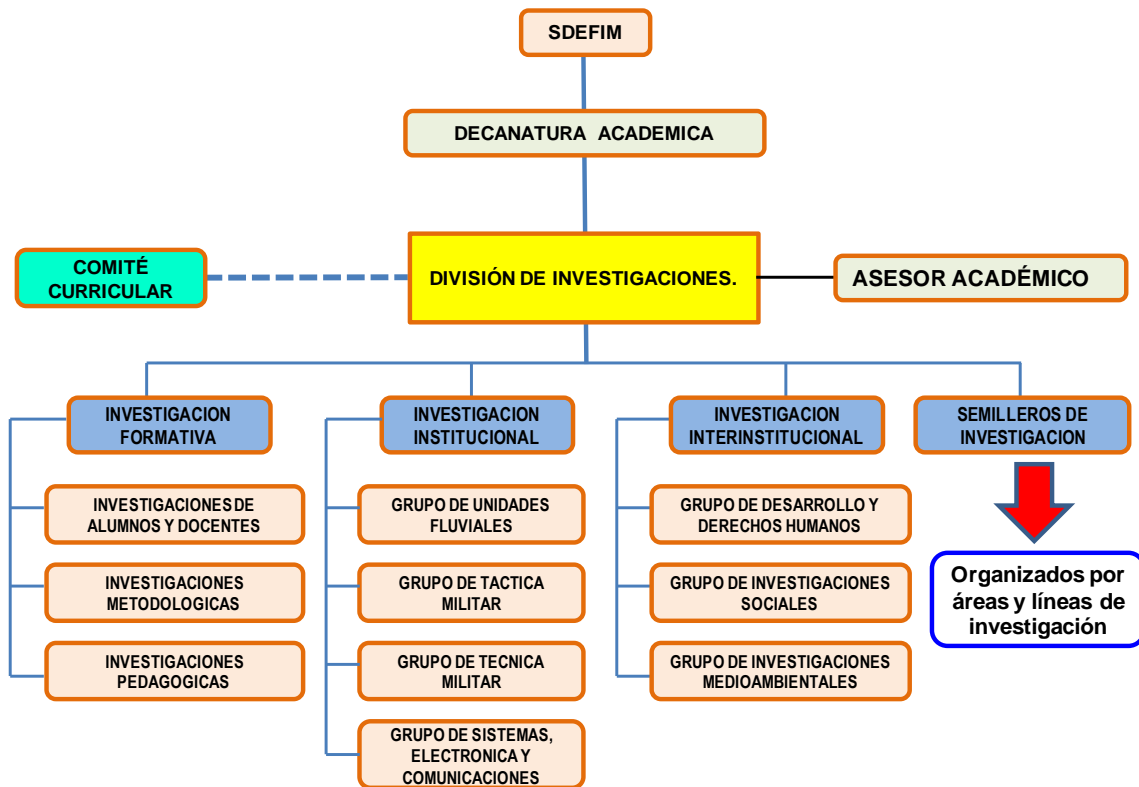 SDEFIM
DECANATURA ACADEMICA
COMITÉ
CURRICULAR
DIVISIÓN DE INVESTIGACIONES.
ASESOR ACADÉMICO
INVESTIGACION
FORMATIVA
INVESTIGACION
INSTITUCIONAL
INVESTIGACION
INTERINSTITUCIONAL
SEMILLEROS DE
INVESTIGACION
INVESTIGACIONES DE
ALUMNOS Y DOCENTES
INVESTIGACIONES
METODOLOGICAS
INVESTIGACIONES
PEDAGOGICAS
GRUPO DE UNIDADES
FLUVIALES
GRUPO DE TACTICA
MILITAR
GRUPO DE TECNICA
MILITAR
GRUPO DE SISTEMAS,
ELECTRONICA Y
COMUNICACIONES
GRUPO DE DESARROLLO Y
DERECHOS HUMANOS
GRUPO DE INVESTIGACIONES
SOCIALES
GRUPO DE INVESTIGACIONES
MEDIOAMBIENTALES
Organizados por
áreas y líneas de
investigación